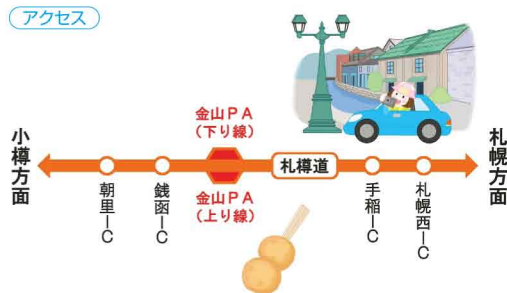 アクセス
金山PA
(下り線)
小樽方面
札幌方面
札樽道
朝里IC
銭函IC
金山PA
(上り線)
手稲IC
札幌西IC